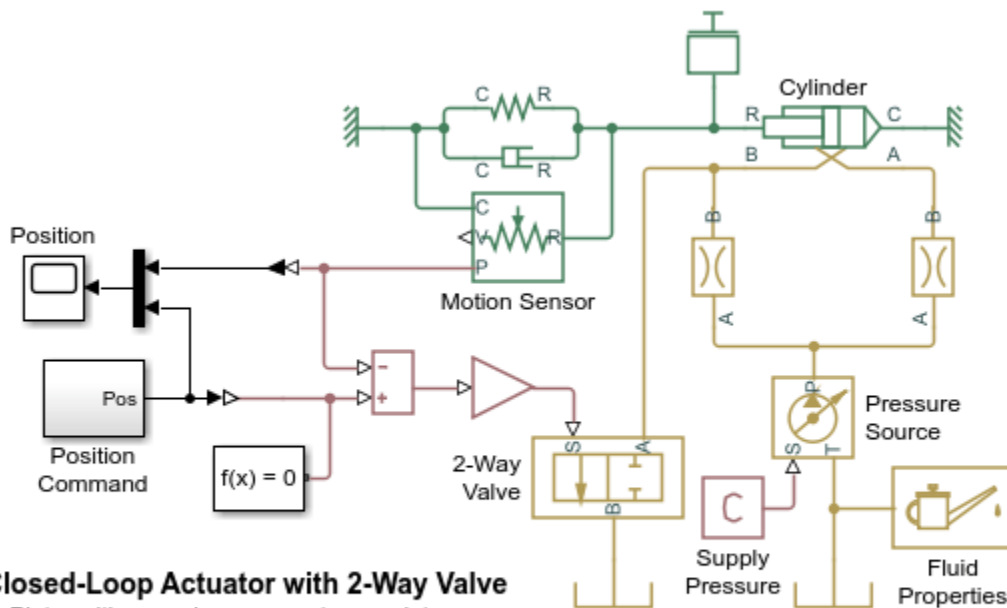 Cylinder
C R
R C
B A
C R
C
V R
P
Motion Sensor
B B
A A
Position
Pos
Position
Command
f(x) = 0
-
+
2-Way
Valve
S A
B
P
S T
Pressure
Source
C
Supply
Pressure
Fluid
Properties
Closed-Loop Actuator with 2-Way Valve